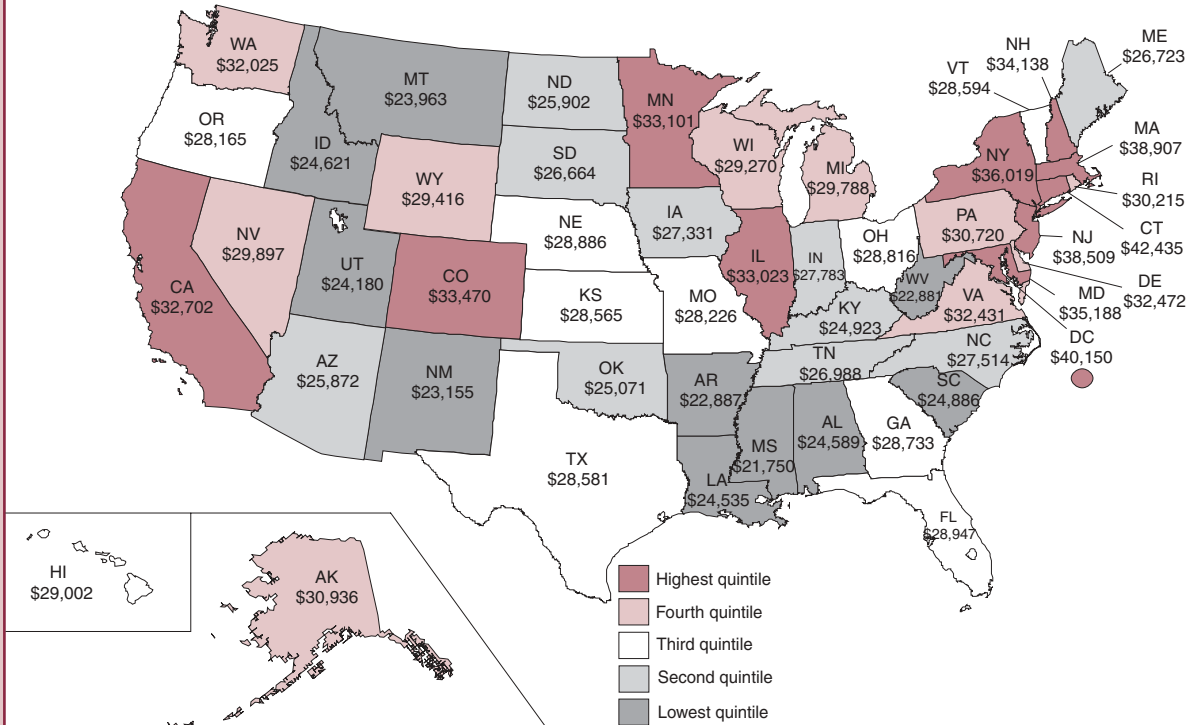 WA
$32,025
OR
$28,165
CA
$32,702
NV
$29,897
ID
$24,621
MT
$23,963
WY
$29,416
UT
$24,180
AZ
$25,872
CO
$33,470
NM
$23,155
ND
$25,902
SD
$26,664
NE
$28,886
KS
$28,565
OK
$25,071
TX
$28,581
MN
$33,101
IA
$27,331
MO
$28,226
AR
$22,887
LA
$24,535
WI
$29,270
IL
$33,023
MI
$29,788
IN
$27,783
OH
$28,816
KY
$24,923
TN
$26,988
MS
$21,750
AL
$24,589
GA
$28,733
FL
$28,947
SC
$24,886
NC
$27,514
VA
$32,431
WV
$22,881
PA
$30,720
NY
$36,019
VT
$28,594
NH
$34,138
ME
$26,723
MA
$38,907
RI
$30,215
CT
$42,435
NJ
$38,509
DE
$32,472
MD
$35,188
DC
$40,150
HI
$29,002
AK
$30,936
Highest quintile
Fourth quintile
Third quintile
Second quintile
Lowest quintile